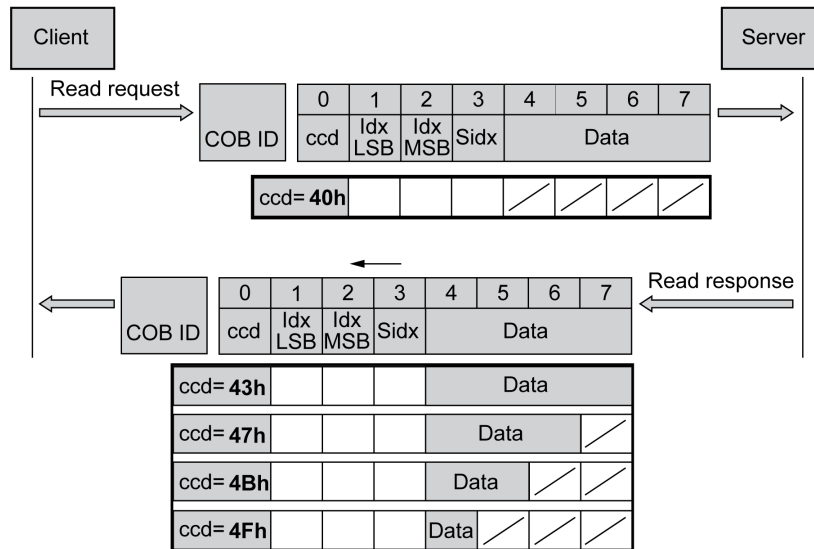 Client
Server
Read request
COB ID
0 1 2 3 4 5 6 7
ccd Idx LSB Idx MSB Sidx Data
ccd= 40h
Read response
COB ID
0 1 2 3 4 5 6 7
ccd Idx LSB Idx MSB Sidx Data
ccd= 43h Data
ccd= 47h Data
ccd= 4Bh Data
ccd= 4Fh Data